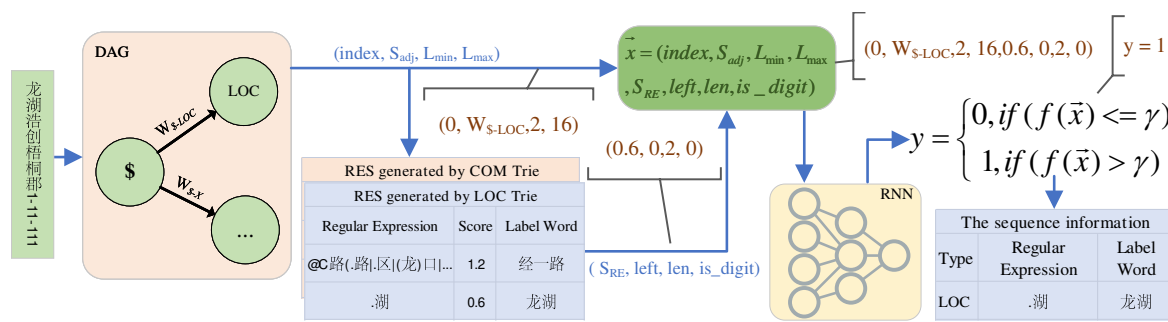 龙湖浩创梧桐郡1-11-111
DAG
LOC
W$-LOC
$
W$-X
...
(index, Sadj, Lmin, Lmax)
(0, W$-LOC,2, 16)
RES generated by COM Trie
RES generated by LOC Trie
Regular Expression Score Label Word
@C路(.路|.区|(龙)口|... 1.2 经一路
.湖 0.6 龙湖
(0.6, 0,2, 0)
( SRE, left, len, is_digit)
x = (index, Sadj, Lmin, Lmax
, SRE, left, len, is _ digit)
(0, W$-LOC,2, 16,0.6, 0,2, 0) y = 1
RNN
y = {0, if ( f(x) <= γ)
1, if ( f(x) > γ)
The sequence information
Type Regular Expression Label Word
LOC .湖 龙湖